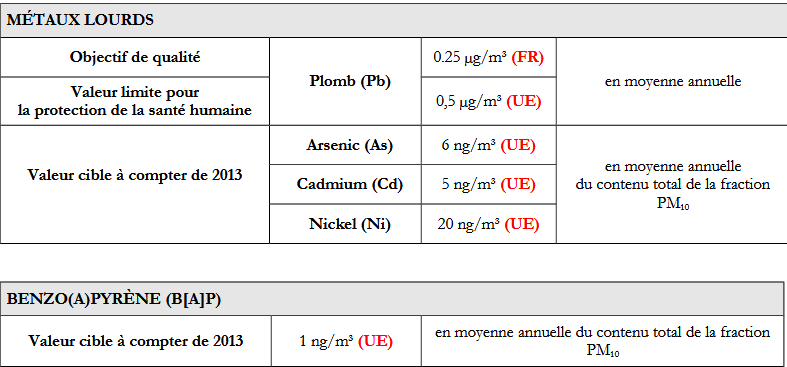 MÉTAUX LOURDS
Objectif de qualité
Plomb (Pb)
0.25 µg/m³ (FR)
en moyenne annuelle
Valeur limite pour
la protection de la santé humaine
0,5 µg/m³ (UE)
Valeur cible à compter de 2013
Arsenic (As)
6 ng/m³ (UE)
en moyenne annuelle
du contenu total de la fraction
PM₁₀
Cadmium (Cd)
5 ng/m³ (UE)
Nickel (Ni)
20 ng/m³ (UE)
BENZO(A)PYRÈNE (B[A]P)
Valeur cible à compter de 2013
1 ng/m³ (UE)
en moyenne annuelle du contenu total de la fraction
PM₁₀